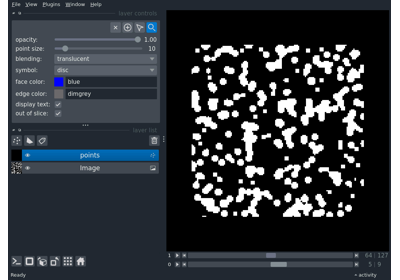 File View Plugins Window Help
layer controls
opacity: 1.00
point size: 10
blending: translucent
symbol: disc
face color: blue
edge color: dimgrey
display text:
out of slice:
layer list
points
Image
1 64 127
0 5 9
Ready activity